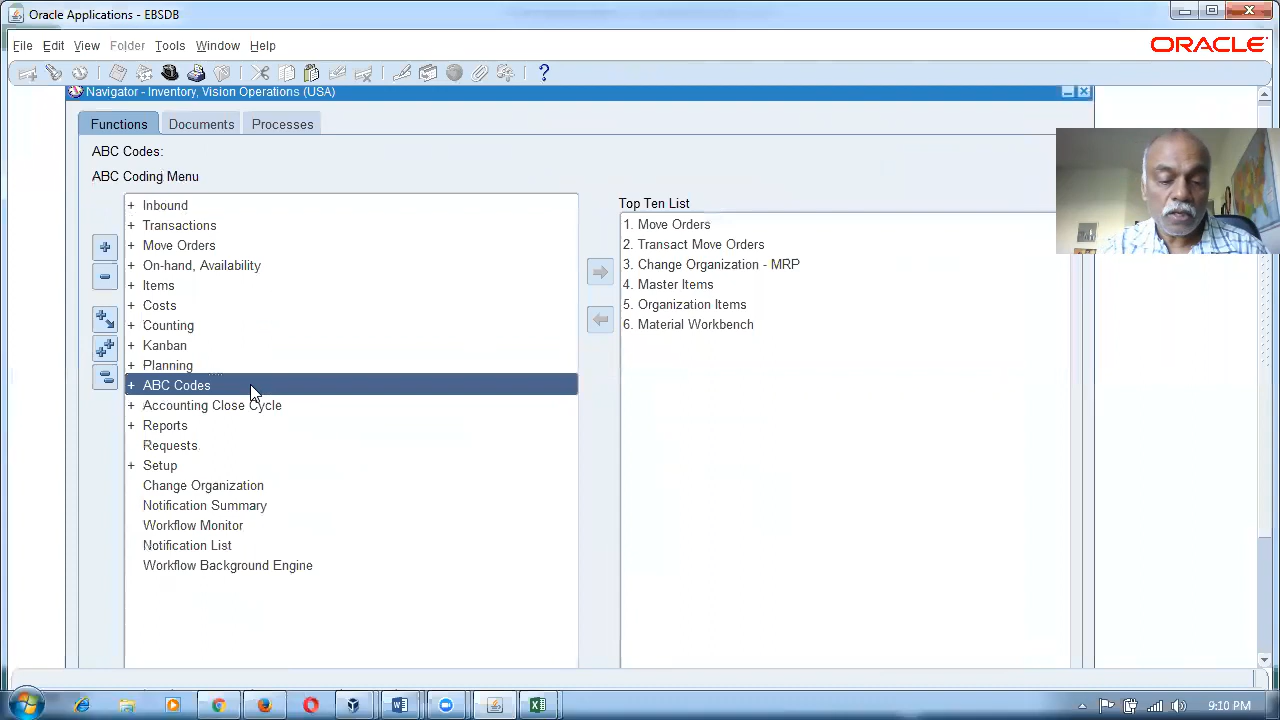 Oracle Applications - EBSDB
File Edit View Folder Tools Window Help
ORACLE
?
Navigator - Inventory, Vision Operations (USA)
Functions Documents Processes
ABC Codes:
ABC Coding Menu
+ Inbound
+ Transactions
+ Move Orders
+ On-hand, Availability
+ Items
+ Costs
+ Counting
+ Kanban
+ Planning
+ ABC Codes
+ Accounting Close Cycle
+ Reports
Requests
+ Setup
Change Organization
Notification Summary
Workflow Monitor
Notification List
Workflow Background Engine
Top Ten List
1. Move Orders
2. Transact Move Orders
3. Change Organization - MRP
4. Master Items
5. Organization Items
6. Material Workbench
9:10 PM